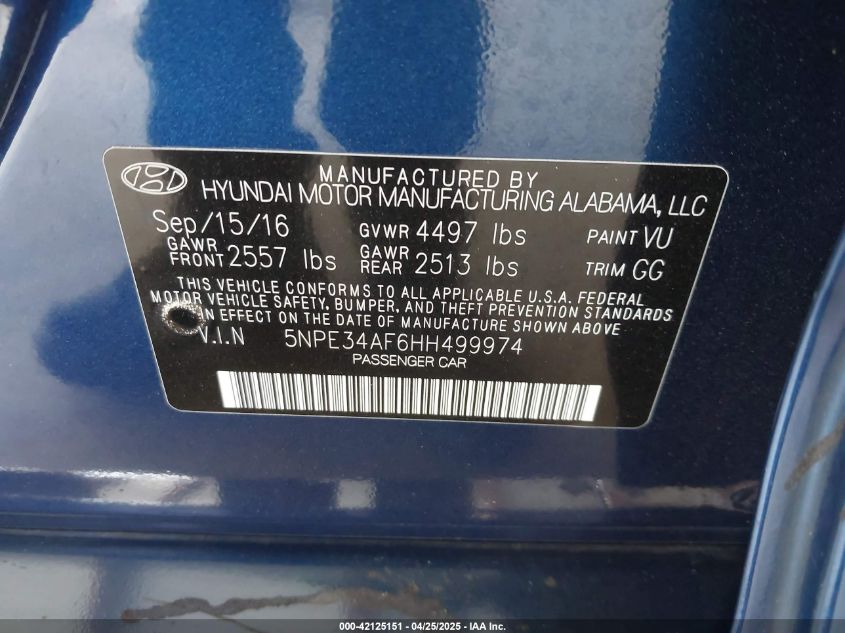 MANUFACTURED BY
HYUNDAI MOTOR MANUFACTURING ALABAMA, LLC
Sep/15/16 GVWR 4497 lbs PAINT VU
GAWR FRONT 2557 lbs GAWR REAR 2513 lbs TRIM GG
THIS VEHICLE CONFORMS TO ALL APPLICABLE U.S.A. FEDERAL
MOTOR VEHICLE SAFETY, BUMPER, AND THEFT PREVENTION STANDARDS
IN EFFECT ON THE DATE OF MANUFACTURE SHOWN ABOVE
V.I.N 5NPE34AF6HH499974
PASSENGER CAR
000-42125151 - 04/25/2025 - IAA Inc.